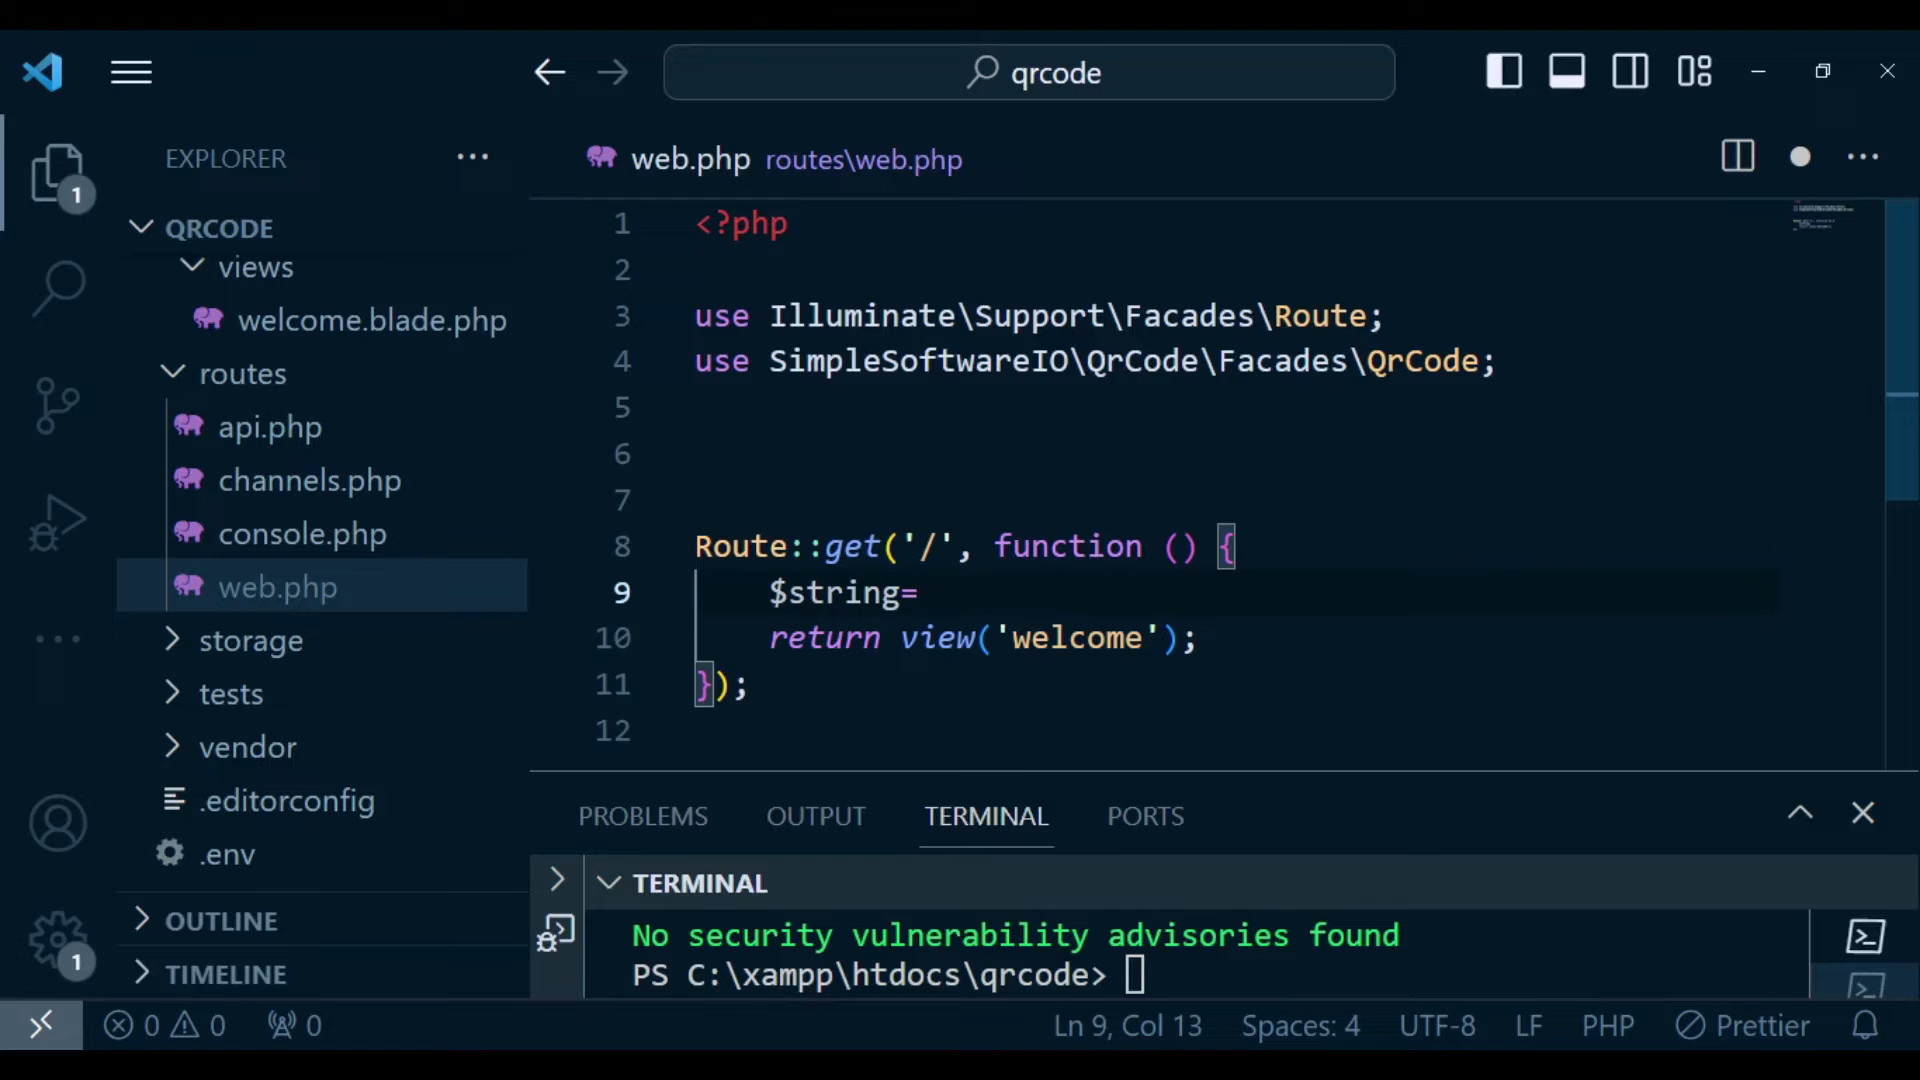 qrcode
EXPLORER
1
QRCODE
views
welcome.blade.php
routes
api.php
channels.php
console.php
web.php
storage
tests
vendor
.editorconfig
.env
OUTLINE
TIMELINE
1
web.php routes\web.php
1 <?php
2
3 use Illuminate\Support\Facades\Route;
4 use SimpleSoftwareIO\QrCode\Facades\QrCode;
5
6
7
8 Route::get('/', function () {
9 $string=
10 return view('welcome');
11 });
12
PROBLEMS OUTPUT TERMINAL PORTS
TERMINAL
No security vulnerability advisories found
PS C:\xampp\htdocs\qrcode>
0 0 0 Ln 9, Col 13 Spaces: 4 UTF-8 LF PHP Prettier